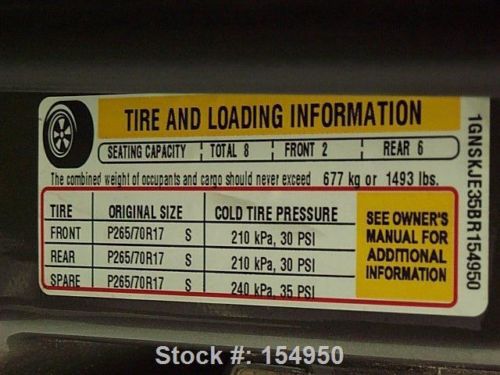 TIRE AND LOADING INFORMATION
SEATING CAPACITY TOTAL 8 FRONT 2 REAR 6
The combined weight of occupants and cargo should never exceed 677 kg or 1493 lbs.
TIRE ORIGINAL SIZE COLD TIRE PRESSURE
FRONT P265/70R17 S 210 kPa, 30 PSI
REAR P265/70R17 S 210 kPa, 30 PSI
SPARE P265/70R17 S 240 kPa, 35 PSI
SEE OWNER'S
MANUAL FOR
ADDITIONAL
INFORMATION
1GNSKJE35BR154950
Stock #: 154950